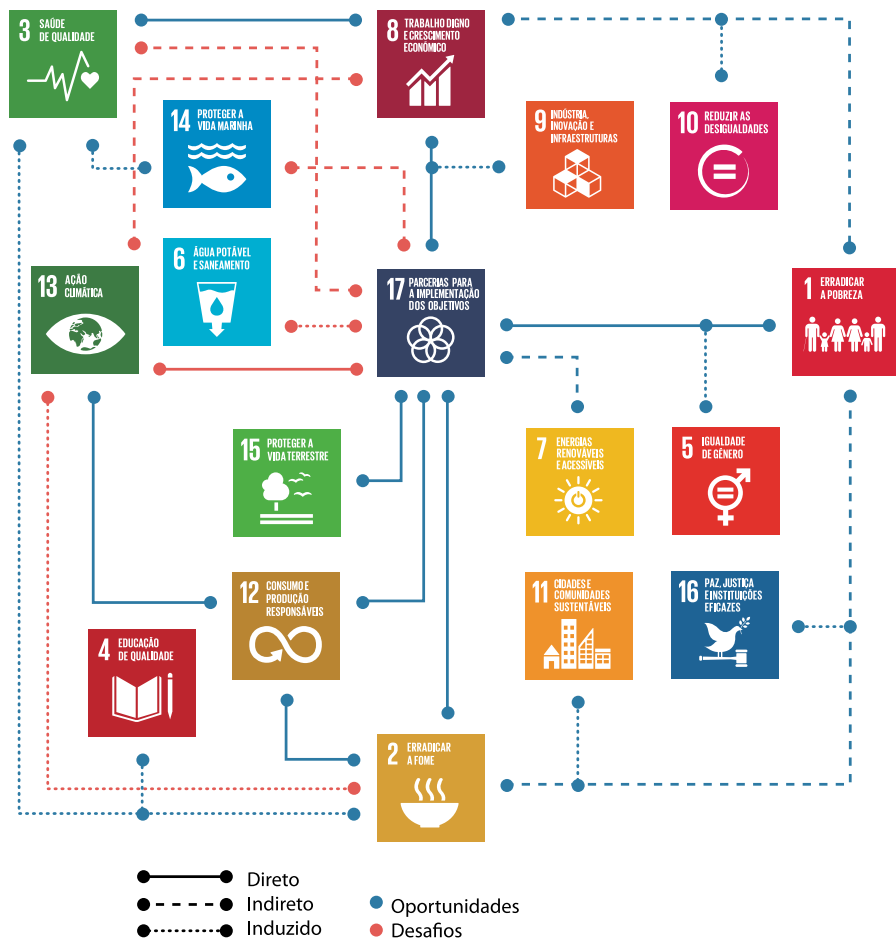 3 SAÚDE
DE QUALIDADE
8 TRABALHO DIGNO
E CRESCIMENTO
ECONÓMICO
14 PROTEGER A
VIDA MARINHA
9 INDÚSTRIA,
INOVAÇÃO E
INFRAESTRUTURAS
10 REDUZIR AS
DESIGUALDADES
13 AÇÃO
CLIMÁTICA
6 ÁGUA POTÁVEL
E SANEAMENTO
17 PARCERIAS PARA
A IMPLEMENTAÇÃO
DOS OBJETIVOS
1 ERRADICAR
A POBREZA
15 PROTEGER A
VIDA TERRESTRE
7 ENERGIAS
RENOVÁVEIS
E ACESSÍVEIS
5 IGUALDADE
DE GÉNERO
12 CONSUMO E
PRODUÇÃO
RESPONSÁVEIS
11 CIDADES E
COMUNIDADES
SUSTENTÁVEIS
16 PAZ, JUSTIÇA
E INSTITUIÇÕES
EFICAZES
4 EDUCAÇÃO
DE QUALIDADE
2 ERRADICAR
A FOME
Direto
Indireto
Induzido
Oportunidades
Desafios